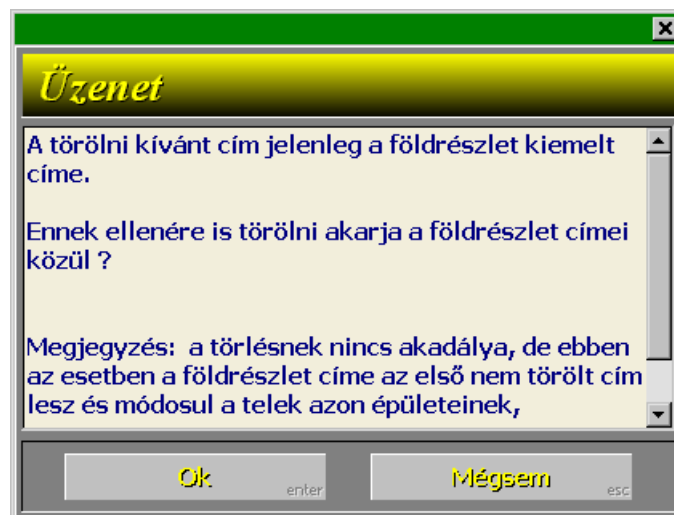 Üzenet
A törölni kívánt cím jelenleg a földrészlet kiemelt
címe.
Ennek ellenére is törölni akarja a földrészlet címei
közül ?
Megjegyzés:  a törlésnek nincs akadálya, de ebben
az esetben a földrészlet címe az első nem törölt cím
lesz és módosul a telek azon épületeinek,
Ok enter
Mégsem esc